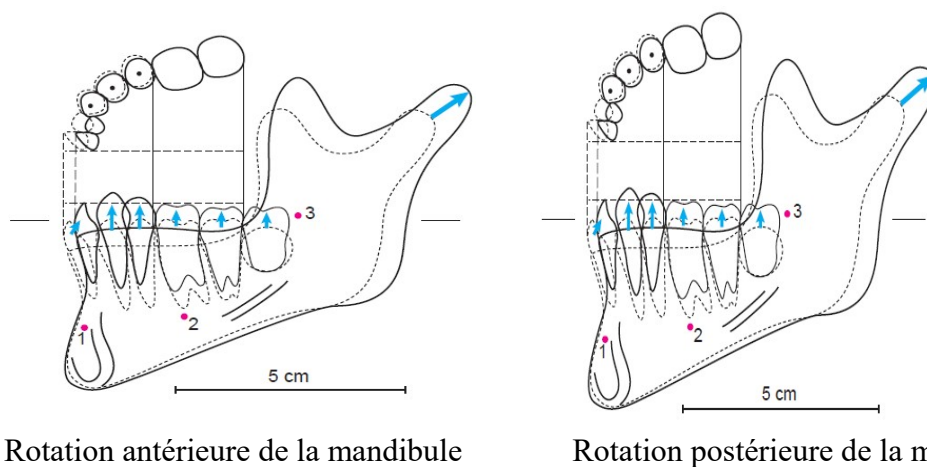 3
2
1
5 cm
3
2
1
5 cm
Rotation antérieure de la mandibule
Rotation postérieure de la m